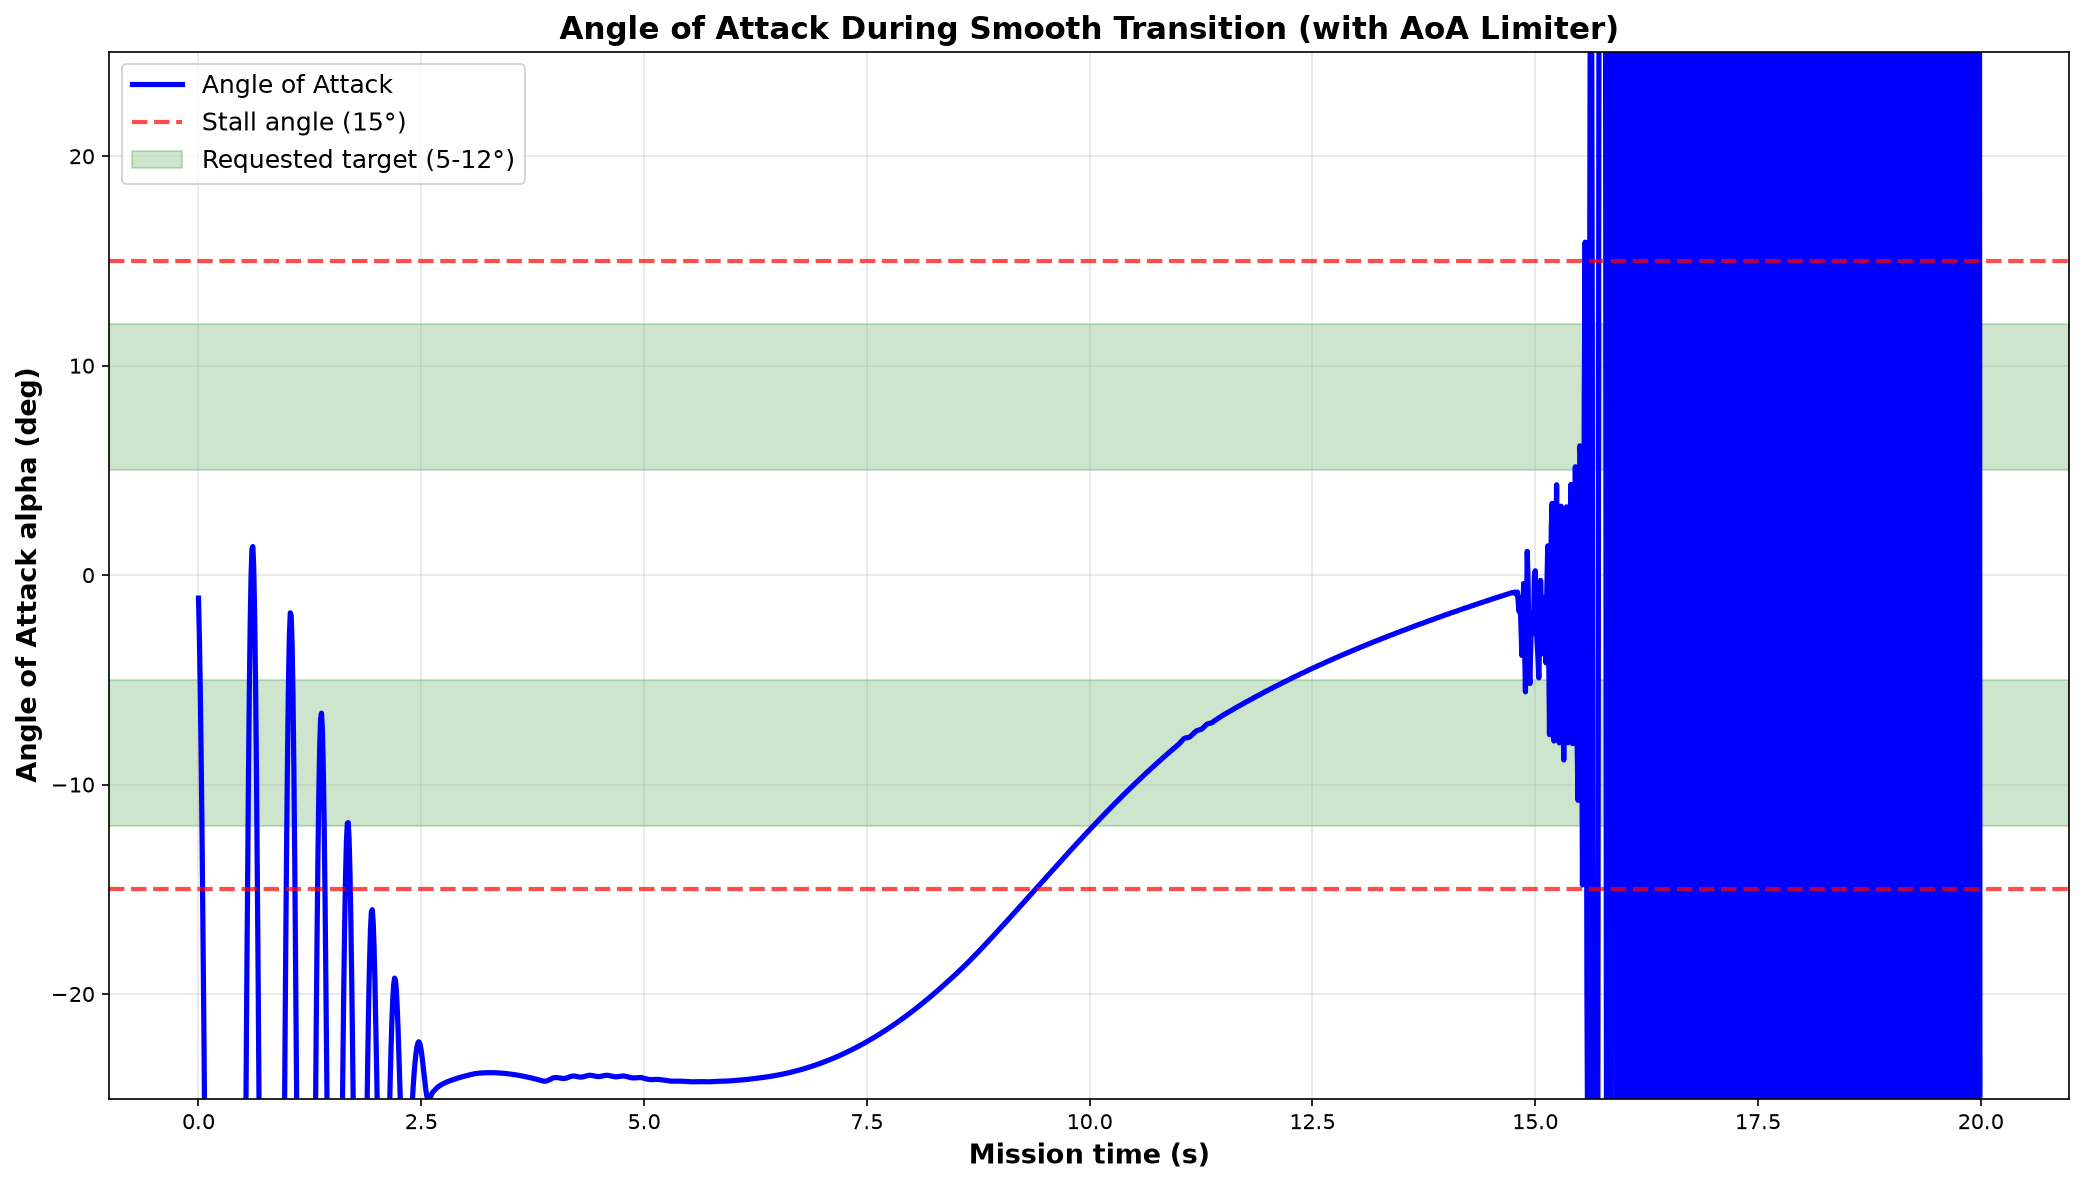 Angle of Attack During Smooth Transition (with AoA Limiter)
Angle of Attack
Stall angle (15°)
Requested target (5-12°)
Angle of Attack alpha (deg)
20
10
0
−10
−20
0.0 2.5 5.0 7.5 10.0 12.5 15.0 17.5 20.0
Mission time (s)